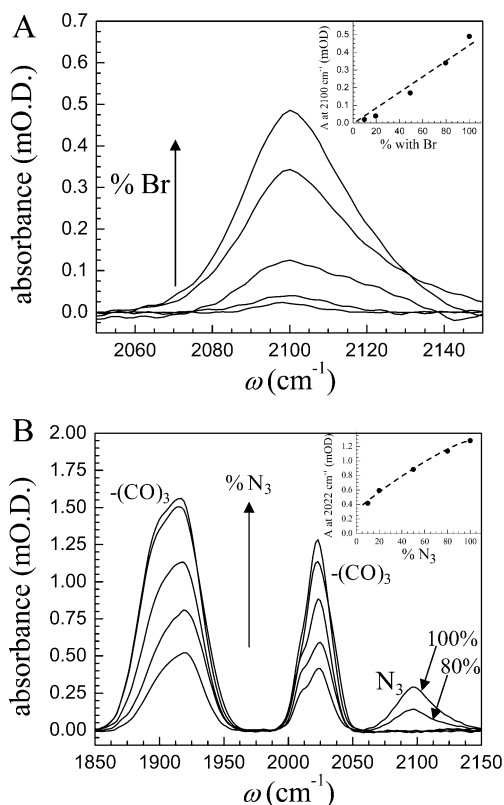 A
absorbance (mO.D.)
0.7
0.6
0.5
0.4
0.3
0.2
0.1
0.0
% Br
2060 2080 2100 2120 2140
ω (cm⁻¹)
A at 2100 cm⁻¹ (mOD)
0.5
0.4
0.3
0.2
0.1
0.0
0 20 40 60 80 100
% with Br
B
absorbance (mO.D.)
2.00
1.75
1.50
1.25
1.00
0.75
0.50
0.25
0.00
-(CO)₃
% N₃
-(CO)₃
N₃
100%
80%
1850 1900 1950 2000 2050 2100 2150
ω (cm⁻¹)
A at 2022 cm⁻¹ (mOD)
1.2
0.8
0.4
0.0
0 20 40 60 80 100
% N₃